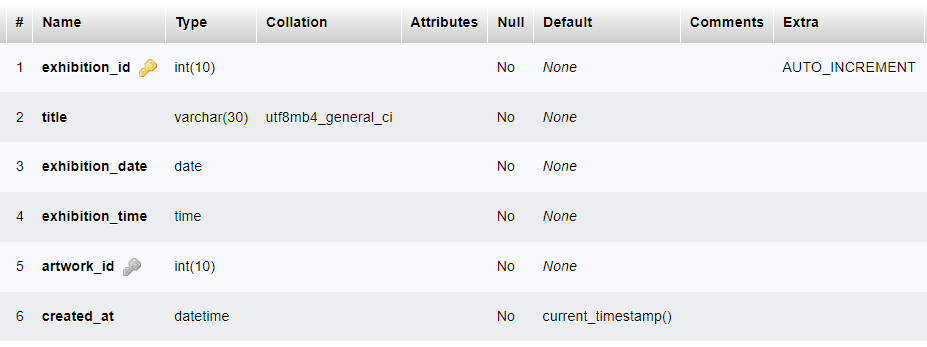 # Name Type Collation Attributes Null Default Comments Extra
1 exhibition_id int(10) No None AUTO_INCREMENT
2 title varchar(30) utf8mb4_general_ci No None
3 exhibition_date date No None
4 exhibition_time time No None
5 artwork_id int(10) No None
6 created_at datetime No current_timestamp()